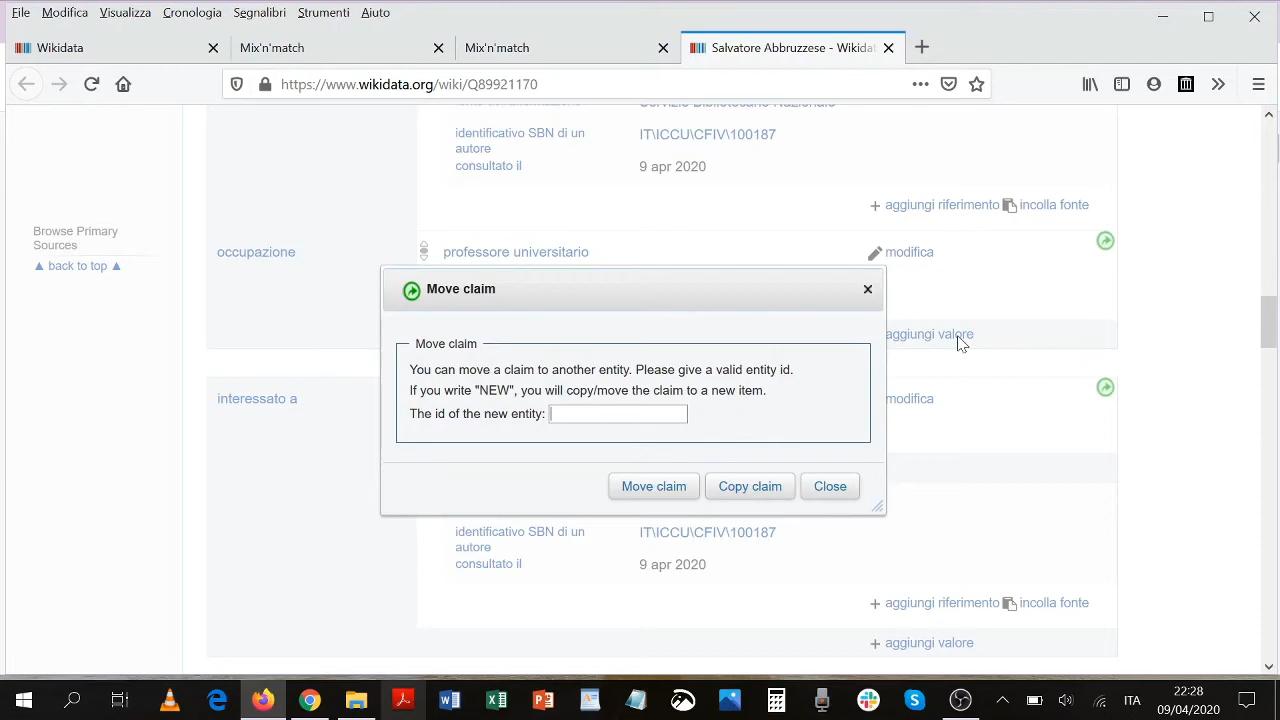 File Modifica Visualizza Cronologia Segnalibri Strumenti Aiuto
Wikidata
Mix'n'match
Mix'n'match
Salvatore Abbruzzese - Wikidat
https://www.wikidata.org/wiki/Q89921170
Servizio Bibliotecario Nazionale
identificativo SBN di un
autore
IT\ICCU\CFIV\100187
consultato il
9 apr 2020
+ aggiungi riferimento
incolla fonte
Browse Primary
Sources
▲ back to top ▲
occupazione
professore universitario
modifica
Move claim
Move claim
You can move a claim to another entity. Please give a valid entity id.
If you write "NEW", you will copy/move the claim to a new item.
The id of the new entity:
Move claim
Copy claim
Close
aggiungi valore
interessato a
modifica
identificativo SBN di un
autore
IT\ICCU\CFIV\100187
consultato il
9 apr 2020
+ aggiungi riferimento
incolla fonte
+ aggiungi valore
ITA
22:28
09/04/2020